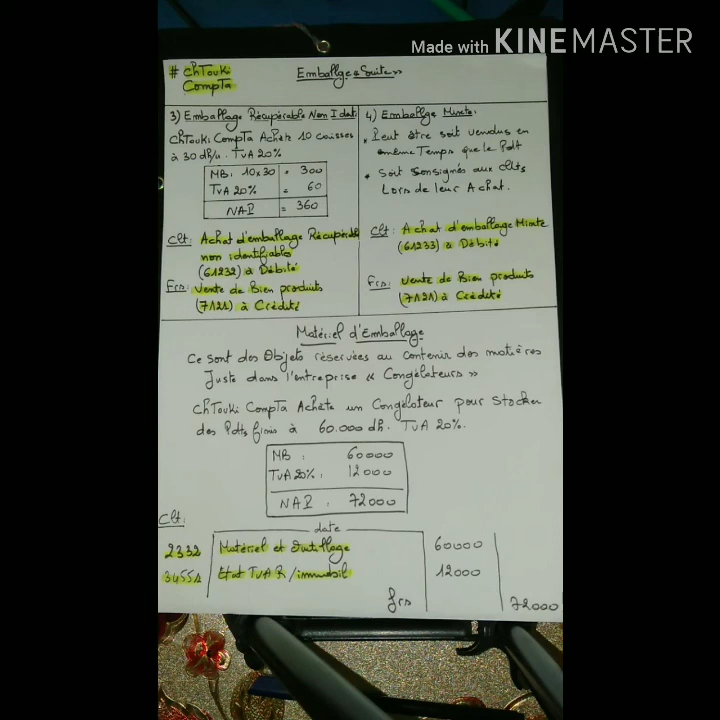 Made with KINEMASTER
# ChTouki
CompTa
Emballge « Suite »
3) Emballage Récupérable Non Ident
ChTouki CompTa Achète 10 caisses
à 30 dh/u. TVA 20%
MB: 10x30 = 300
TVA 20% = 60
NAP = 360
Clt: Achat d'emballage Récupérable
non identfiables
(61232) à Débité
Frs: Vente de Bien produits
(7121) à Crédité
4) Emballge Mixte:
* Peut être soit vendus en
même Temps que le Pdt
* Soit Consignés aux clts
Lors de leur Achat.
Clt: Achat d'emballage Mixte
(61233) à Débité
Frs: Vente de Bien produits
(7121) à Crédité
Matériel d'Emballage
Ce sont des Objets réservées au contenir des matières
Juste dans l'entreprise « Congélateurs »
ChTouki CompTa Achète un Congélateur pour Stocker
des Pdts finis à 60.000 dh. TVA 20%.
MB : 60000
TVA 20% : 12000
NAP : 72000
Clt:
date
2332 Matériel et Outillage 60000
34551 Etat TVA R/immobil 12000
frs 72000